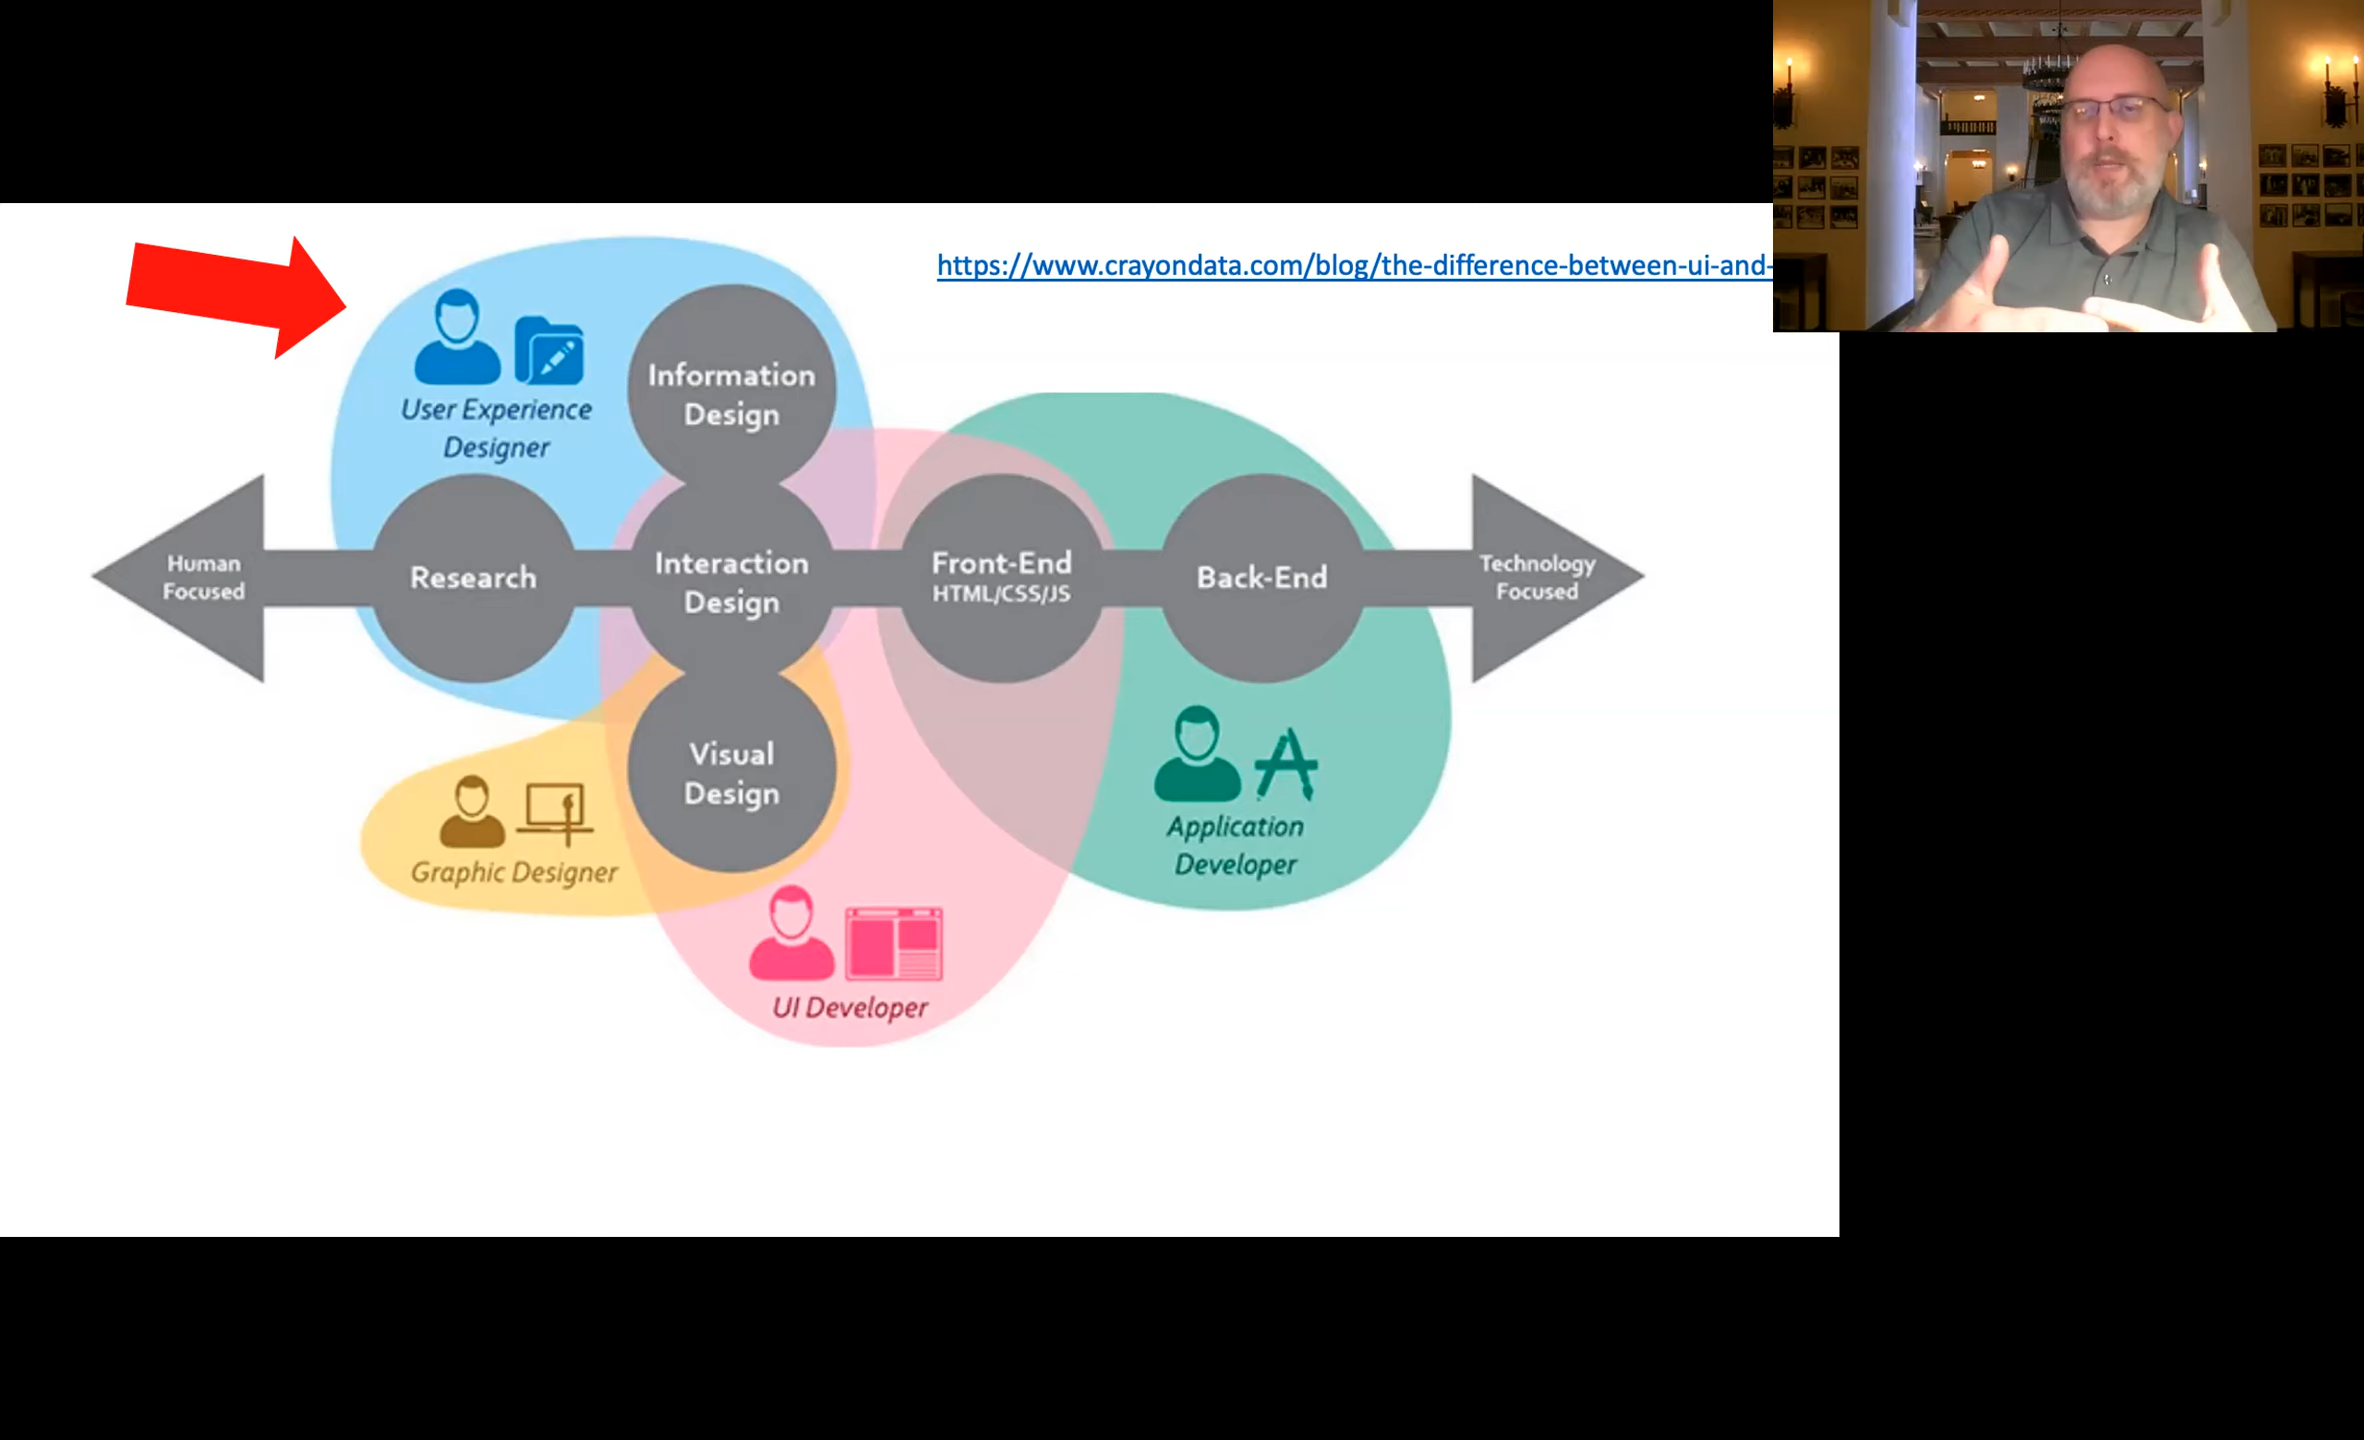 https://www.crayondata.com/blog/the-difference-between-ui-and-
Information
Design
User Experience
Designer
Human
Focused
Research
Interaction
Design
Front-End
HTML/CSS/JS
Back-End
Technology
Focused
Visual
Design
Graphic Designer
Application
Developer
UI Developer